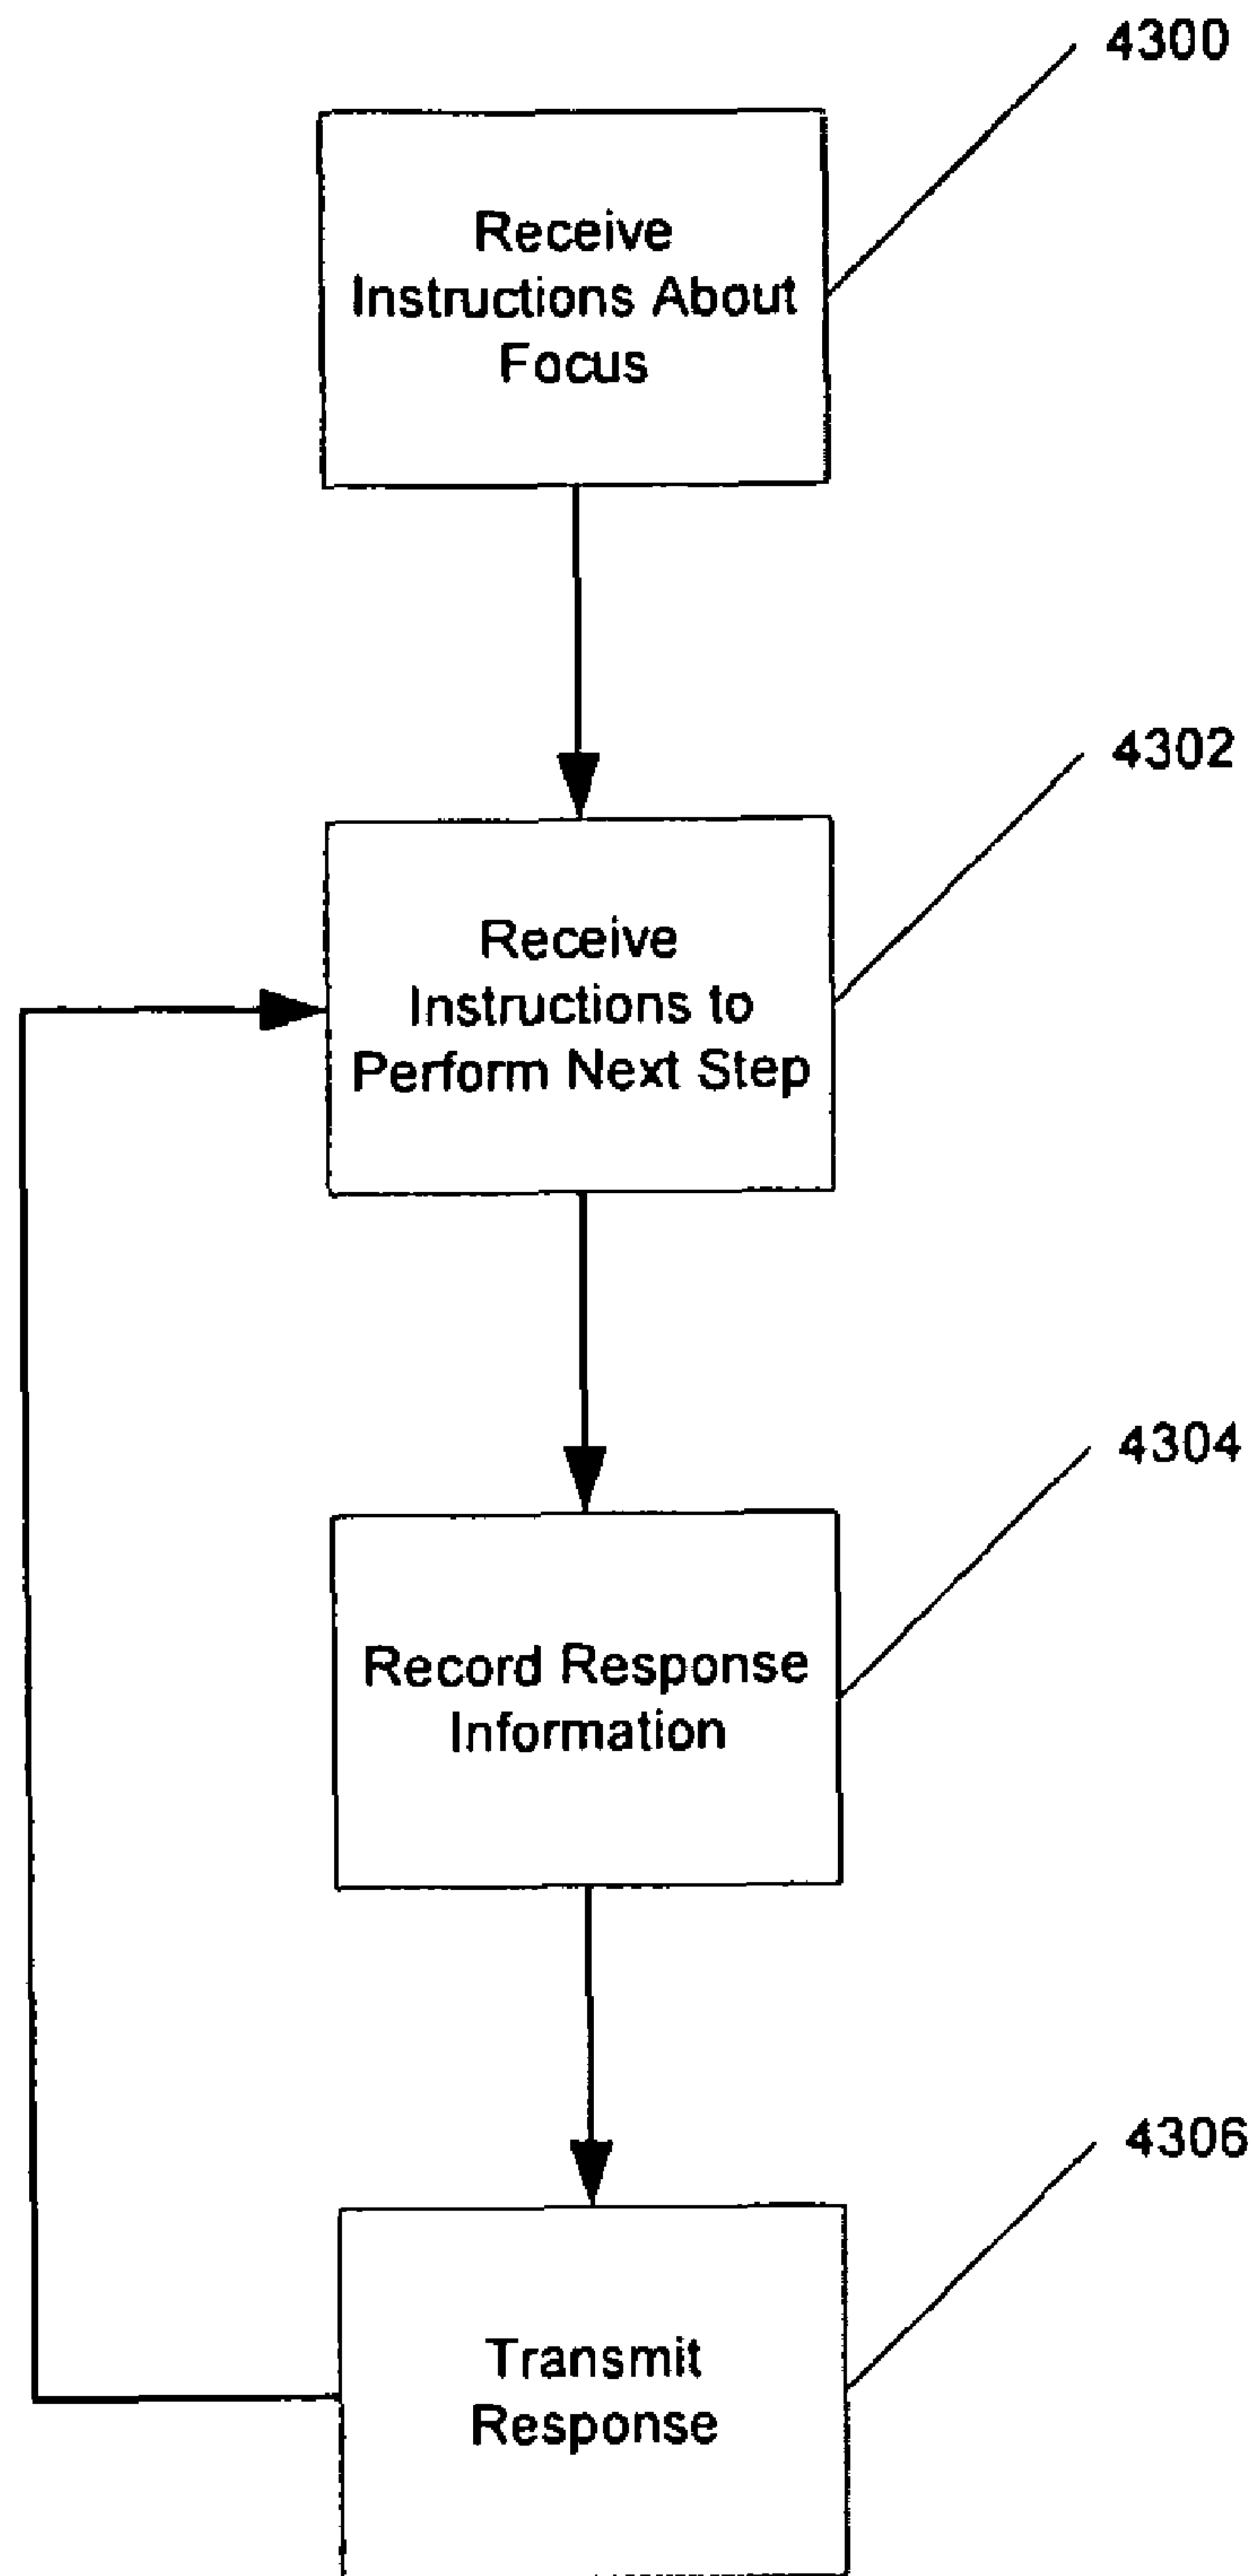 4300
Receive
Instructions About
Focus
4302
Receive
Instructions to
Perform Next Step
4304
Record Response
Information
4306
Transmit
Response